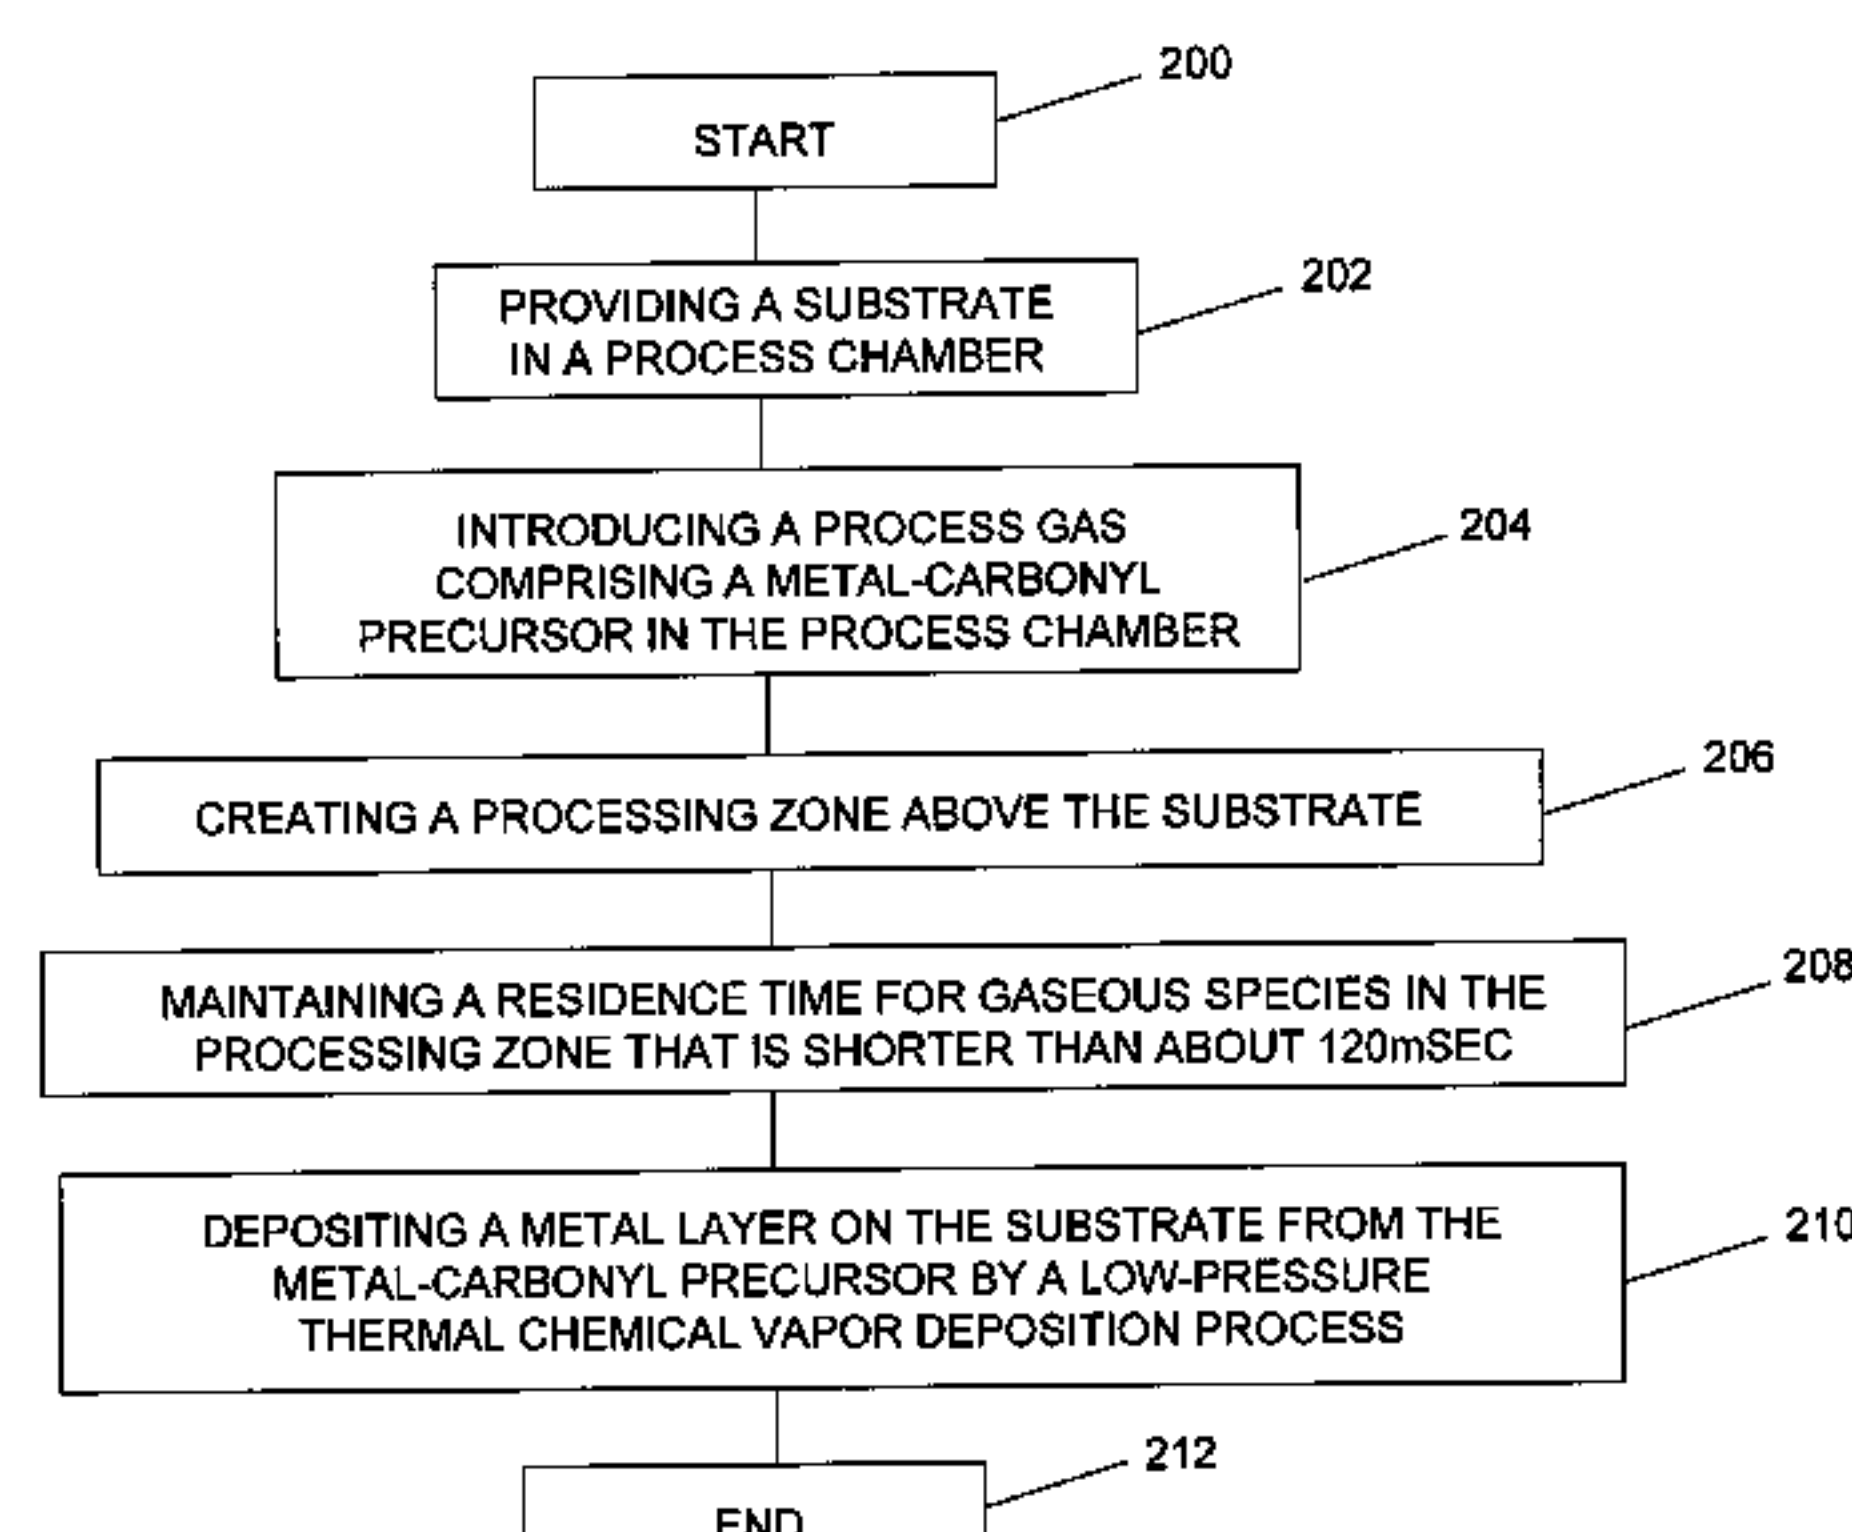 200
START
202
PROVIDING A SUBSTRATE
IN A PROCESS CHAMBER
204
INTRODUCING A PROCESS GAS
COMPRISING A METAL-CARBONYL
PRECURSOR IN THE PROCESS CHAMBER
206
CREATING A PROCESSING ZONE ABOVE THE SUBSTRATE
208
MAINTAINING A RESIDENCE TIME FOR GASEOUS SPECIES IN THE
PROCESSING ZONE THAT IS SHORTER THAN ABOUT 120mSEC
210
DEPOSITING A METAL LAYER ON THE SUBSTRATE FROM THE
METAL-CARBONYL PRECURSOR BY A LOW-PRESSURE
THERMAL CHEMICAL VAPOR DEPOSITION PROCESS
212
END